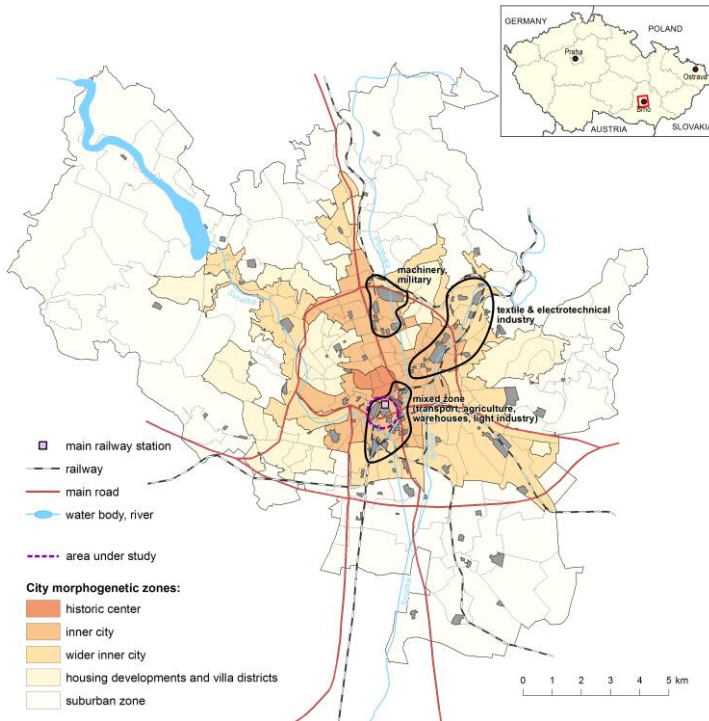 GERMANY
POLAND
Praha
Ostrava
Brno
AUSTRIA
SLOVAKIA
machinery,
military
Svratka
textile & electrotechnical
industry
mixed zone
(transport, agriculture,
warehouses, light industry)
main railway station
railway
main road
water body, river
area under study
Svratka
City morphogenetic zones:
historic center
inner city
wider inner city
housing developments and villa districts
suburban zone
0 1 2 3 4 5 km